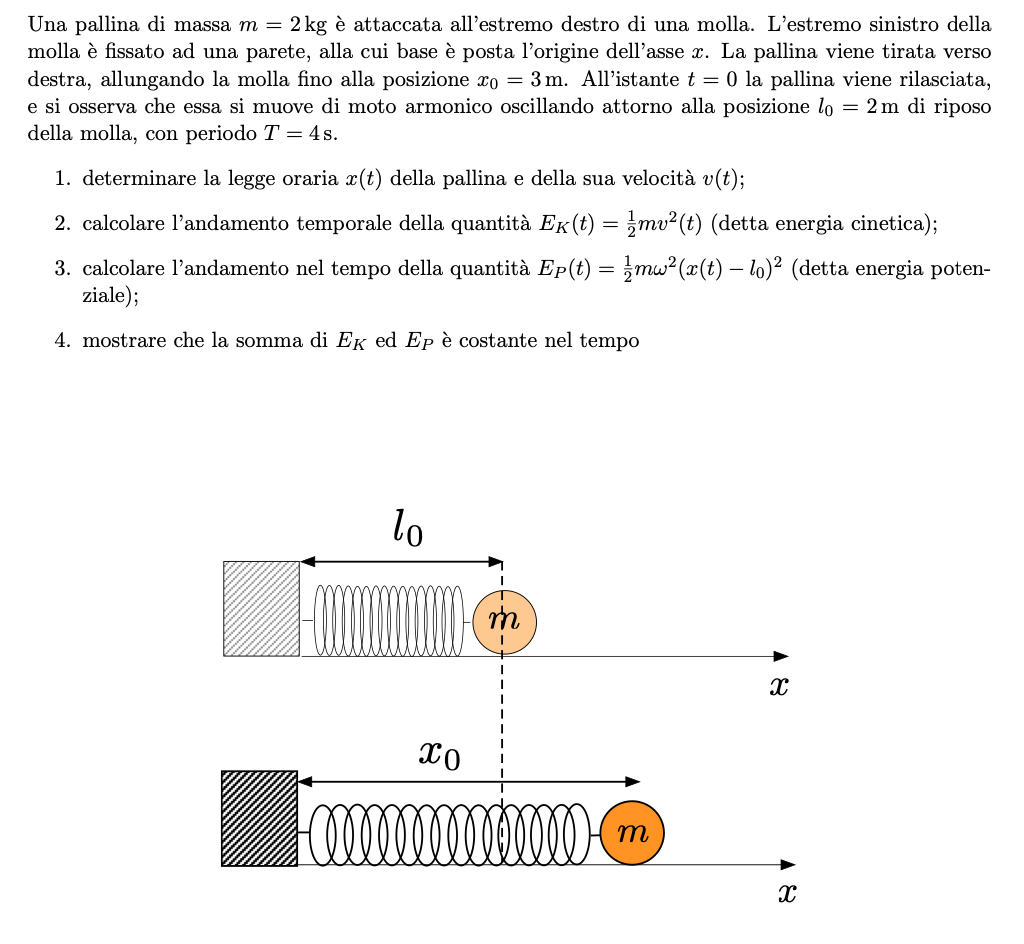 Una pallina di massa m = 2 kg è attaccata all'estremo destro di una molla. L'estremo sinistro della
molla è fissato ad una parete, alla cui base è posta l'origine dell'asse x. La pallina viene tirata verso
destra, allungando la molla fino alla posizione x₀ = 3 m. All'istante t = 0 la pallina viene rilasciata,
e si osserva che essa si muove di moto armonico oscillando attorno alla posizione l₀ = 2 m di riposo
della molla, con periodo T = 4 s.
1. determinare la legge oraria x(t) della pallina e della sua velocità v(t);
2. calcolare l'andamento temporale della quantità E_K(t) = ½mv²(t) (detta energia cinetica);
3. calcolare l'andamento nel tempo della quantità E_P(t) = ½mω²(x(t) − l₀)² (detta energia poten-
ziale);
4. mostrare che la somma di E_K ed E_P è costante nel tempo
l₀
m
x
x₀
m
x